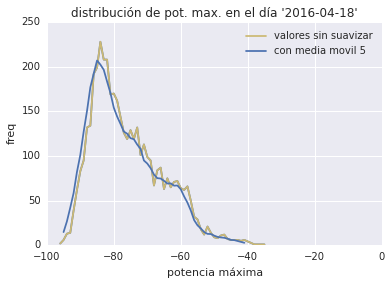 distribución de pot. max. en el día '2016-04-18'
valores sin suavizar
con media movil 5
freq
250
200
150
100
50
0
−100
−80
−60
−40
−20
0
potencia máxima